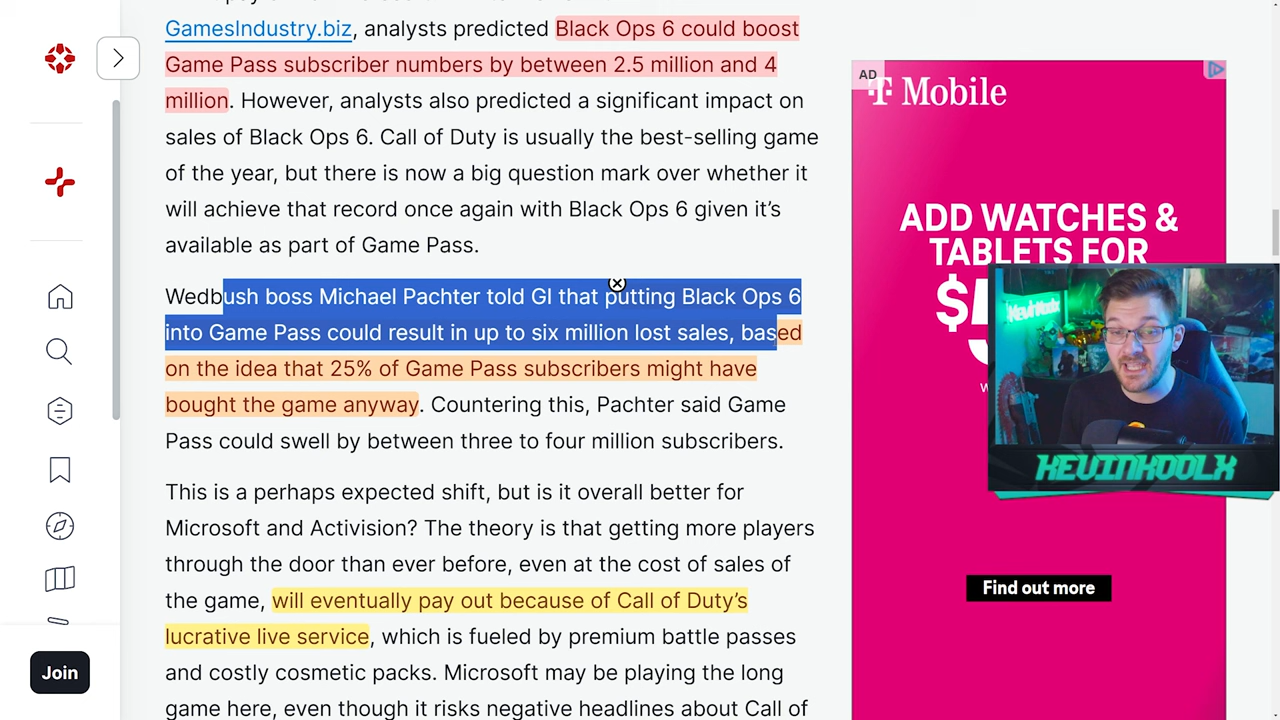 GamesIndustry.biz, analysts predicted Black Ops 6 could boost
Game Pass subscriber numbers by between 2.5 million and 4
million. However, analysts also predicted a significant impact on
sales of Black Ops 6. Call of Duty is usually the best-selling game
of the year, but there is now a big question mark over whether it
will achieve that record once again with Black Ops 6 given it's
available as part of Game Pass.
Wedbush boss Michael Pachter told GI that putting Black Ops 6
into Game Pass could result in up to six million lost sales, based
on the idea that 25% of Game Pass subscribers might have
bought the game anyway. Countering this, Pachter said Game
Pass could swell by between three to four million subscribers.
This is a perhaps expected shift, but is it overall better for
Microsoft and Activision? The theory is that getting more players
through the door than ever before, even at the cost of sales of
the game, will eventually pay out because of Call of Duty's
lucrative live service, which is fueled by premium battle passes
and costly cosmetic packs. Microsoft may be playing the long
game here, even though it risks negative headlines about Call of
Join
AD
T Mobile
ADD WATCHES &
TABLETS FOR
$5
KevinKoolx
KEVINKOOLX
Find out more